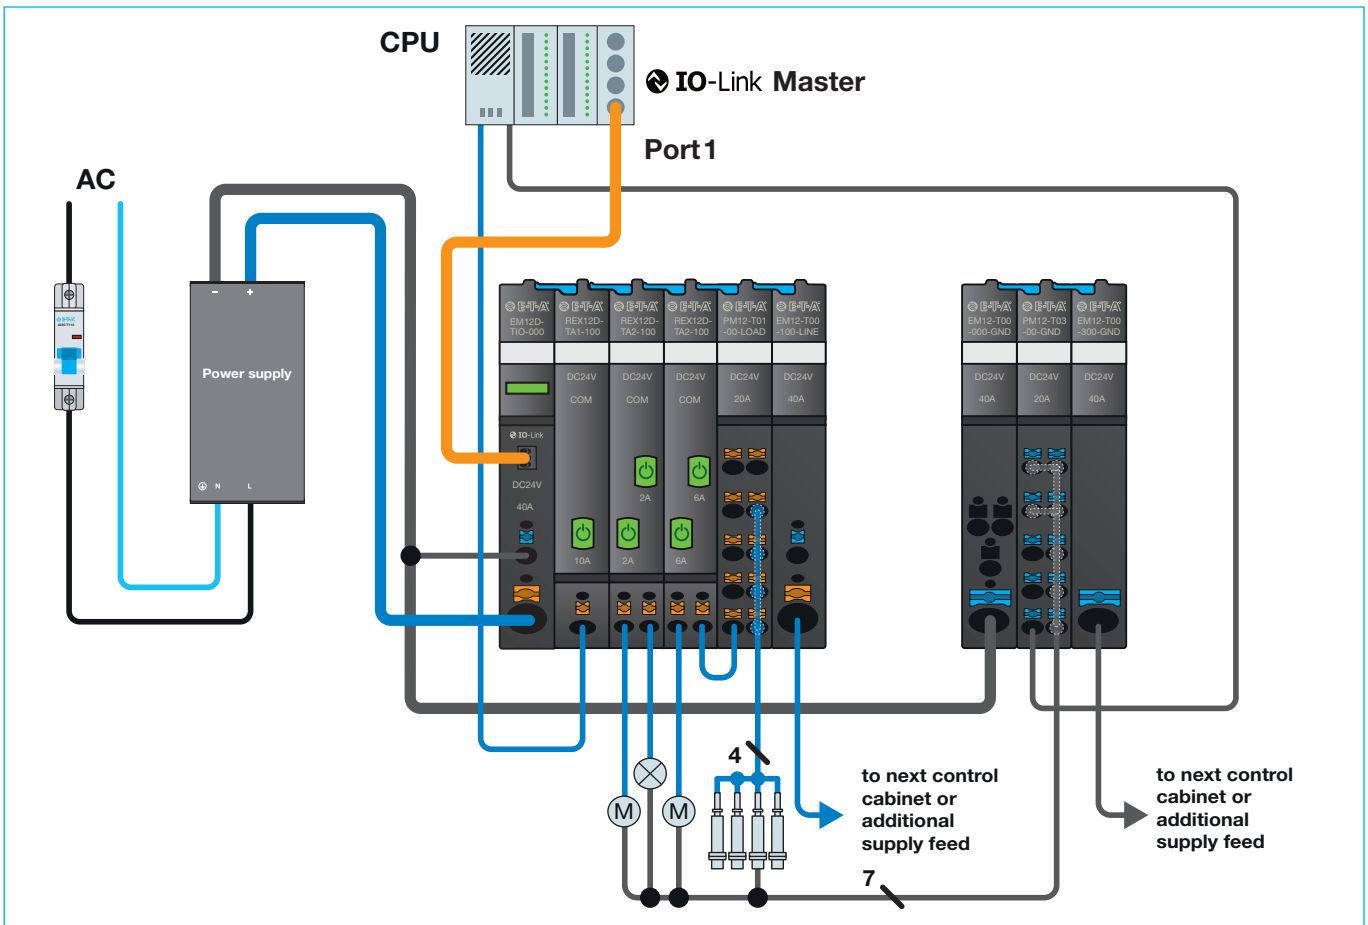 CPU
IO-Link Master
Port 1
AC
Power supply
-
+
N
L
E-T-A
EM12D-
TIO-000
IO-Link
DC24V
40A
E-T-A
REX12D-
TA1-100
DC24V
COM
10A
E-T-A
REX12D-
TA2-100
DC24V
COM
2A
2A
E-T-A
REX12D-
TA2-100
DC24V
COM
6A
6A
E-T-A
PM12-T01
-00-LOAD
DC24V
20A
E-T-A
EM12-T00
-100-LINE
DC24V
40A
E-T-A
EM12-T00
-000-GND
DC24V
40A
E-T-A
PM12-T03
-00-GND
DC24V
20A
E-T-A
EM12-T00
-300-GND
DC24V
40A
M
M
4
7
to next control
cabinet or
additional
supply feed
to next control
cabinet or
additional
supply feed